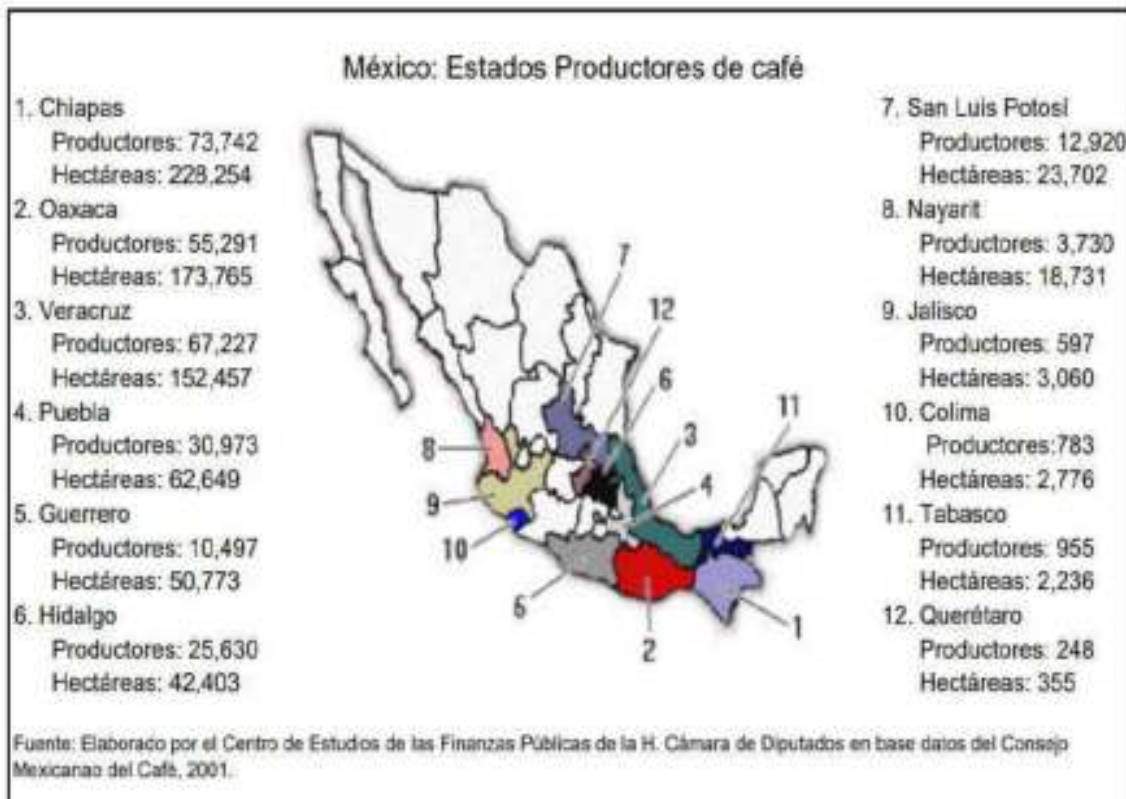 México: Estados Productores de café
1. Chiapas
Productores: 73,742
Hectáreas: 228,254
2. Oaxaca
Productores: 55,291
Hectáreas: 173,765
3. Veracruz
Productores: 67,227
Hectáreas: 152,457
4. Puebla
Productores: 30,973
Hectáreas: 62,649
5. Guerrero
Productores: 10,497
Hectáreas: 50,773
6. Hidalgo
Productores: 25,630
Hectáreas: 42,403
7
12
6
3
4
11
8
9
10
6
2
1
7. San Luis Potosí
Productores: 12,920
Hectáreas: 23,702
8. Nayarit
Productores: 3,730
Hectáreas: 18,731
9. Jalisco
Productores: 597
Hectáreas: 3,060
10. Colima
Productores:783
Hectáreas: 2,776
11. Tabasco
Productores: 955
Hectáreas: 2,236
12. Querétaro
Productores: 248
Hectáreas: 355
Fuente: Elaborado por el Centro de Estudios de las Finanzas Públicas de la H. Cámara de Diputados en base datos del Consejo
Mexicanao del Café, 2001.